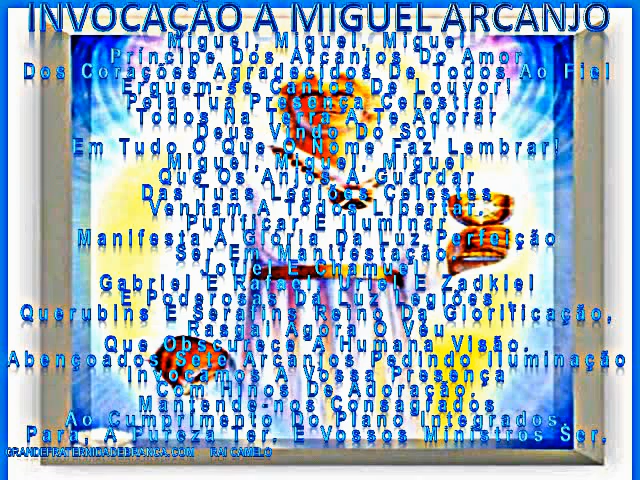 INVOCAÇÃO A MIGUEL ARCANJO
Miguel, Miguel, Miguel
Príncipe Dos Arcanjos Do Amor
Dos Corações Agradecidos De Todos Ao Fiel
Erguem-se Cantos De Louvor!
Pela Tua Presença Celestial
Todos Na Terra A Te Adorar
Deus Vindo Do Sol
Em Tudo O Que O Nome Faz Lembrar!
Miguel, Miguel, Miguel
Que Os Anjos A Guardar
Das Tuas Legiões Celestes
Venham A Todos Libertar.
Purificar E Iluminar
Manifesta A Glória Da Luz Perfeição
Ser Em Manifestação.
Jofiel E Chamuel
Gabriel E Rafael, Uriel E Zadkiel
E Poderosas Da Luz Legiões,
Querubins E Serafins Reino Da Glorificação,
Rasgai Agora O Véu
Que Obscurece A Humana Visão.
Abençoados Sois Arcanjos Pedindo Iluminação
Invocamos A Vossa Presença
Com Hinos De Adoração.
Mantende-nos Consagrados
Ao Cumprimento Do Plano Integrados,
Para, A Pureza Ter. E Vossos Ministros Ser.
GRANDEFRATERNIDADEBRANCA.COM RAI CAMELO